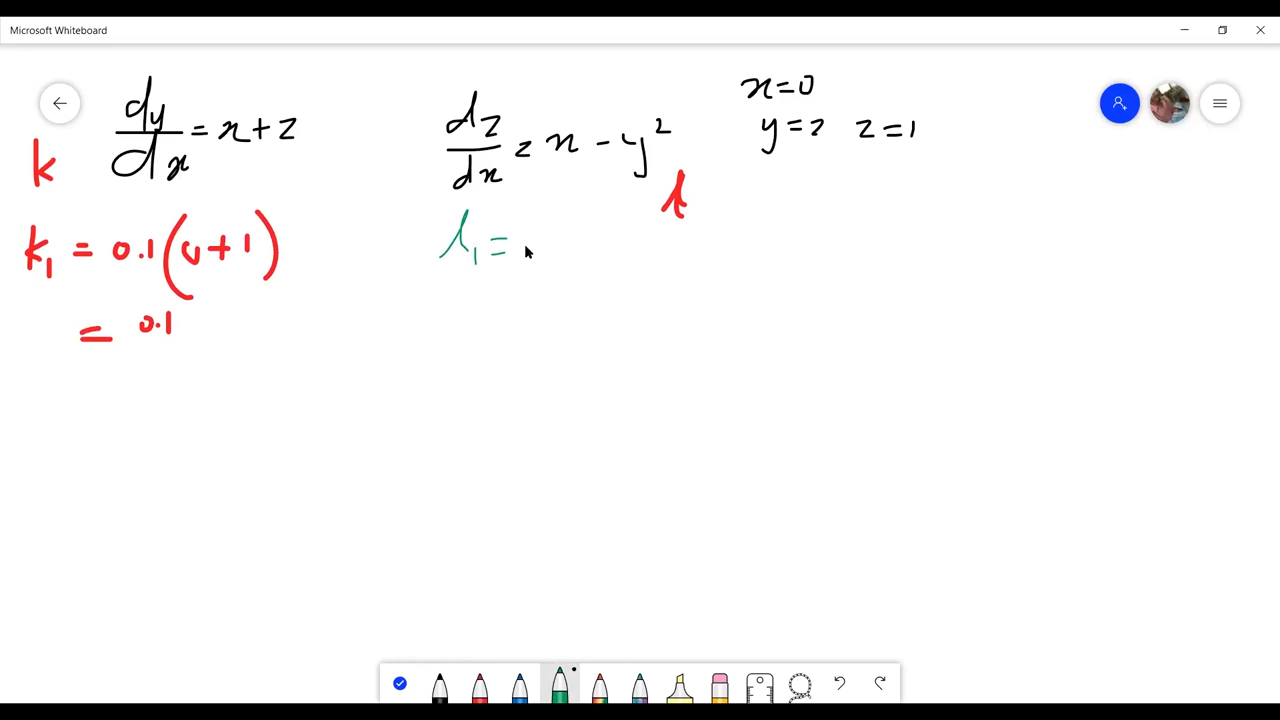 Microsoft Whiteboard
dy/dx = x + z
dz/dx = x - y²
x = 0
y = 2 z = 1
k
l
k₁ = 0.1(0 + 1)
= 0.1
l₁ =